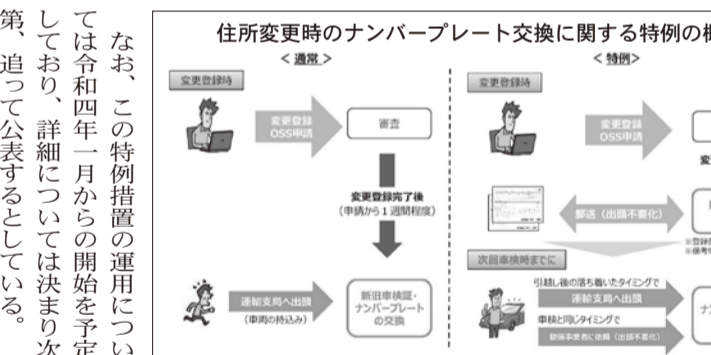 なお、この特例措置の運用につい
ては令和四年一月からの開始を予定
しており、詳細については決まり次
第、追って公表するとしている。
住所変更時のナンバープレート交換に関する特例の概
＜通常＞
変更登録時
変更登録
OSS申請
審査
変更登録完了後
(申請から1週間程度)
運輸支局へ出頭
(車両の持込み)
新旧車検証・
ナンバープレート
の交換
＜特例＞
変更登録時
変更登録
OSS申請
変
郵送（出頭不要化）
次回車検時までに
引越し後の落ち着いたタイミングで
運輸支局へ出頭
車検と同じタイミングで
整備事業者に依頼（出頭不要化）
ナン